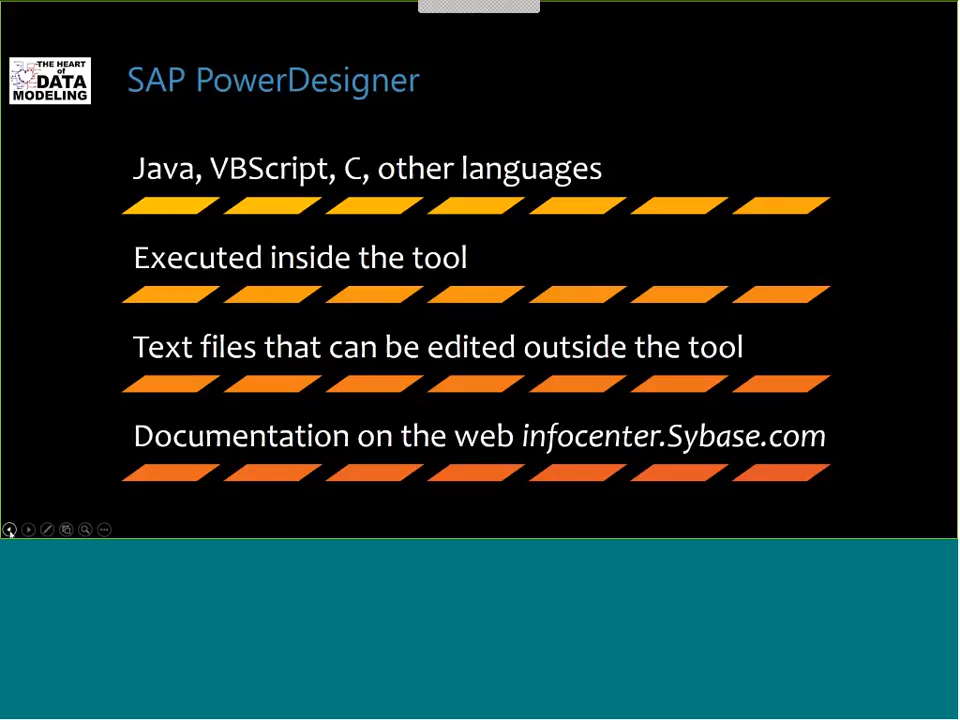 THE HEART
of
DATA
MODELING
SAP PowerDesigner
Java, VBScript, C, other languages
Executed inside the tool
Text files that can be edited outside the tool
Documentation on the web infocenter.Sybase.com